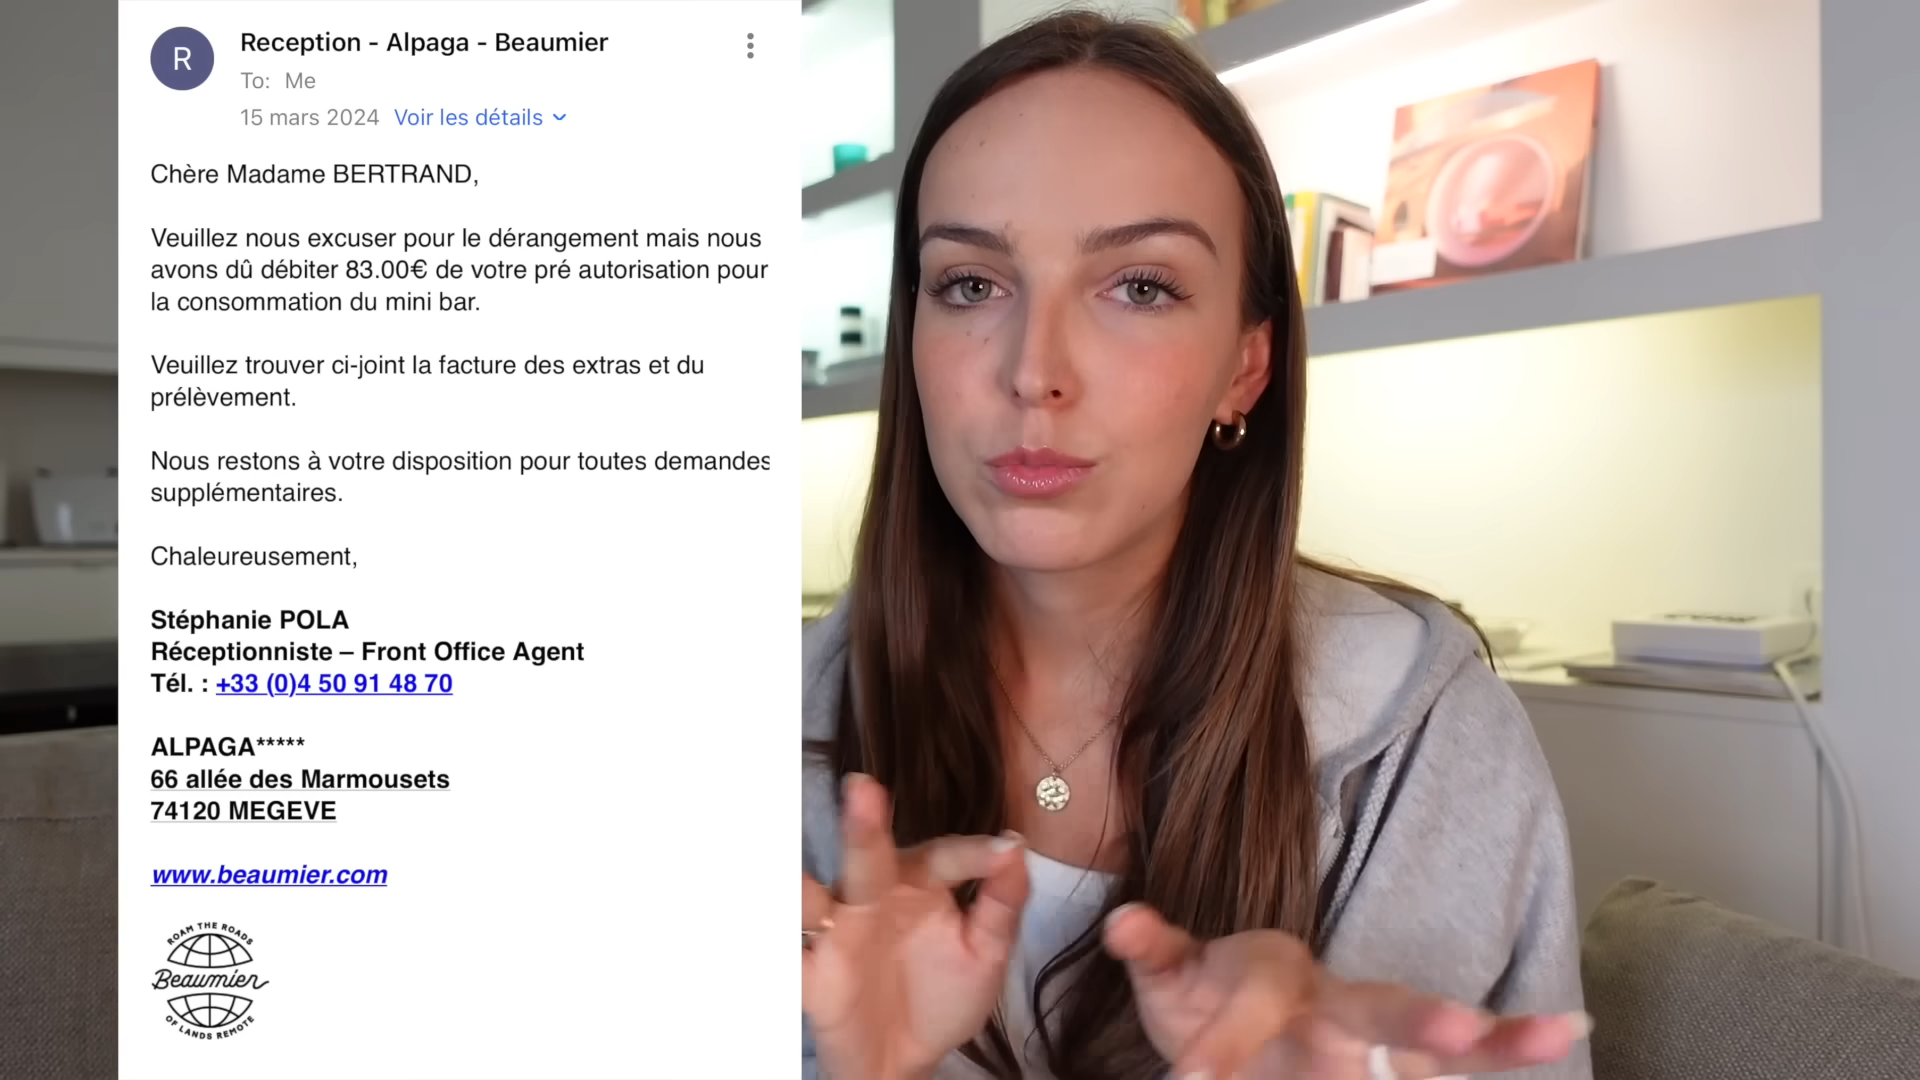 R
Reception - Alpaga - Beaumier
To: Me
15 mars 2024 Voir les détails
Chère Madame BERTRAND,
Veuillez nous excuser pour le dérangement mais nous
avons dû débiter 83.00€ de votre pré autorisation pour
la consommation du mini bar.
Veuillez trouver ci-joint la facture des extras et du
prélèvement.
Nous restons à votre disposition pour toutes demandes
supplémentaires.
Chaleureusement,
Stéphanie POLA
Réceptionniste – Front Office Agent
Tél. : +33 (0)4 50 91 48 70
ALPAGA*****
66 allée des Marmousets
74120 MEGEVE
www.beaumier.com
ROAM THE ROADS
Beaumier
OF LANDS REMOTE